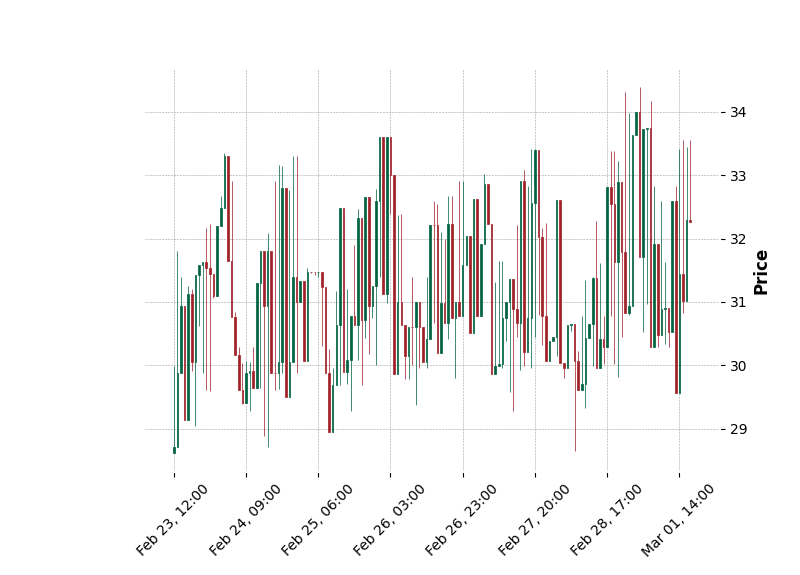 34
33
32
31
30
29
Price
Feb 23, 12:00
Feb 24, 09:00
Feb 25, 06:00
Feb 26, 03:00
Feb 26, 23:00
Feb 27, 20:00
Feb 28, 17:00
Mar 01, 14:00